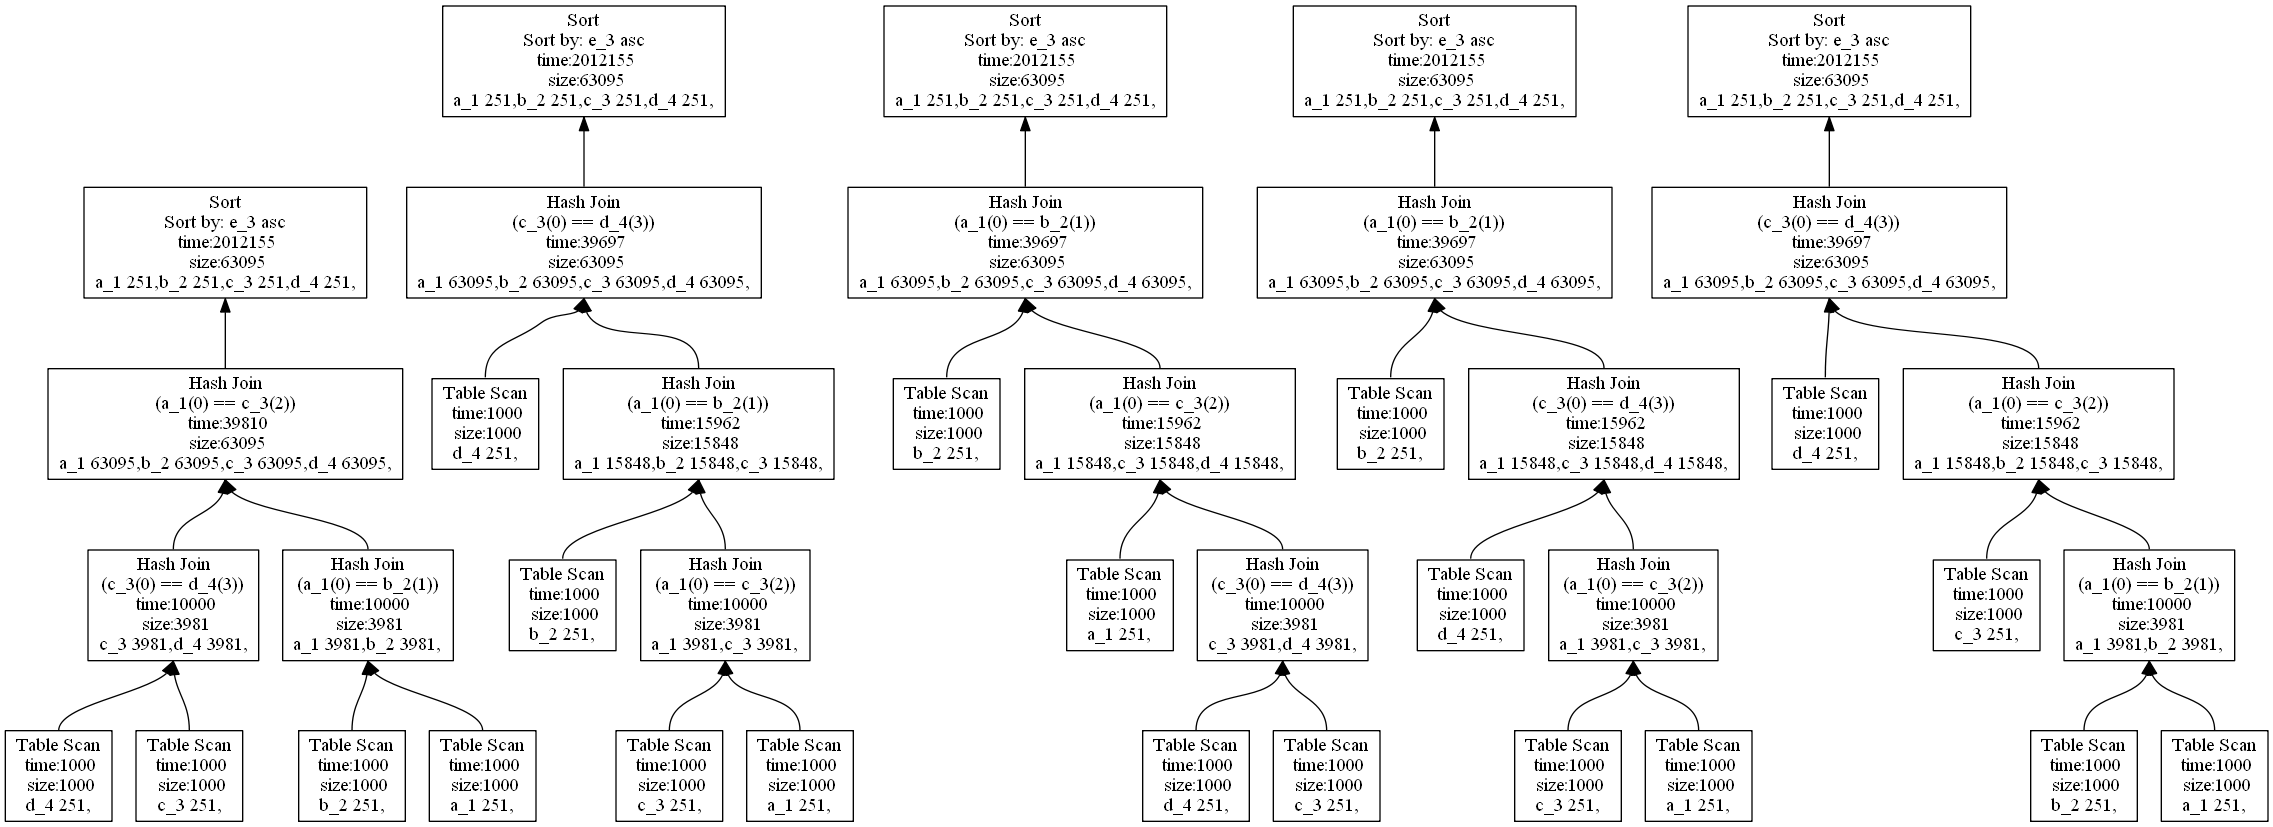 Sort
Sort by: e_3 asc
time:2012155
size:63095
a_1 251,b_2 251,c_3 251,d_4 251,
Hash Join
(a_1(0) == c_3(2))
time:39810
size:63095
a_1 63095,b_2 63095,c_3 63095,d_4 63095,
Hash Join
(c_3(0) == d_4(3))
time:10000
size:3981
c_3 3981,d_4 3981,
Table Scan
time:1000
size:1000
d_4 251,
Table Scan
time:1000
size:1000
c_3 251,
Hash Join
(a_1(0) == b_2(1))
time:10000
size:3981
a_1 3981,b_2 3981,
Table Scan
time:1000
size:1000
b_2 251,
Table Scan
time:1000
size:1000
a_1 251,
Sort
Sort by: e_3 asc
time:2012155
size:63095
a_1 251,b_2 251,c_3 251,d_4 251,
Hash Join
(c_3(0) == d_4(3))
time:39697
size:63095
a_1 63095,b_2 63095,c_3 63095,d_4 63095,
Table Scan
time:1000
size:1000
d_4 251,
Hash Join
(a_1(0) == b_2(1))
time:15962
size:15848
a_1 15848,b_2 15848,c_3 15848,
Table Scan
time:1000
size:1000
b_2 251,
Hash Join
(a_1(0) == c_3(2))
time:10000
size:3981
a_1 3981,c_3 3981,
Table Scan
time:1000
size:1000
c_3 251,
Table Scan
time:1000
size:1000
a_1 251,
Sort
Sort by: e_3 asc
time:2012155
size:63095
a_1 251,b_2 251,c_3 251,d_4 251,
Hash Join
(a_1(0) == b_2(1))
time:39697
size:63095
a_1 63095,b_2 63095,c_3 63095,d_4 63095,
Table Scan
time:1000
size:1000
b_2 251,
Hash Join
(a_1(0) == c_3(2))
time:15962
size:15848
a_1 15848,c_3 15848,d_4 15848,
Table Scan
time:1000
size:1000
a_1 251,
Hash Join
(c_3(0) == d_4(3))
time:10000
size:3981
c_3 3981,d_4 3981,
Table Scan
time:1000
size:1000
d_4 251,
Table Scan
time:1000
size:1000
c_3 251,
Sort
Sort by: e_3 asc
time:2012155
size:63095
a_1 251,b_2 251,c_3 251,d_4 251,
Hash Join
(a_1(0) == b_2(1))
time:39697
size:63095
a_1 63095,b_2 63095,c_3 63095,d_4 63095,
Table Scan
time:1000
size:1000
b_2 251,
Hash Join
(c_3(0) == d_4(3))
time:15962
size:15848
a_1 15848,c_3 15848,d_4 15848,
Table Scan
time:1000
size:1000
d_4 251,
Hash Join
(a_1(0) == c_3(2))
time:10000
size:3981
a_1 3981,c_3 3981,
Table Scan
time:1000
size:1000
c_3 251,
Table Scan
time:1000
size:1000
a_1 251,
Sort
Sort by: e_3 asc
time:2012155
size:63095
a_1 251,b_2 251,c_3 251,d_4 251,
Hash Join
(c_3(0) == d_4(3))
time:39697
size:63095
a_1 63095,b_2 63095,c_3 63095,d_4 63095,
Table Scan
time:1000
size:1000
d_4 251,
Hash Join
(a_1(0) == c_3(2))
time:15962
size:15848
a_1 15848,b_2 15848,c_3 15848,
Table Scan
time:1000
size:1000
c_3 251,
Hash Join
(a_1(0) == b_2(1))
time:10000
size:3981
a_1 3981,b_2 3981,
Table Scan
time:1000
size:1000
b_2 251,
Table Scan
time:1000
size:1000
a_1 251,